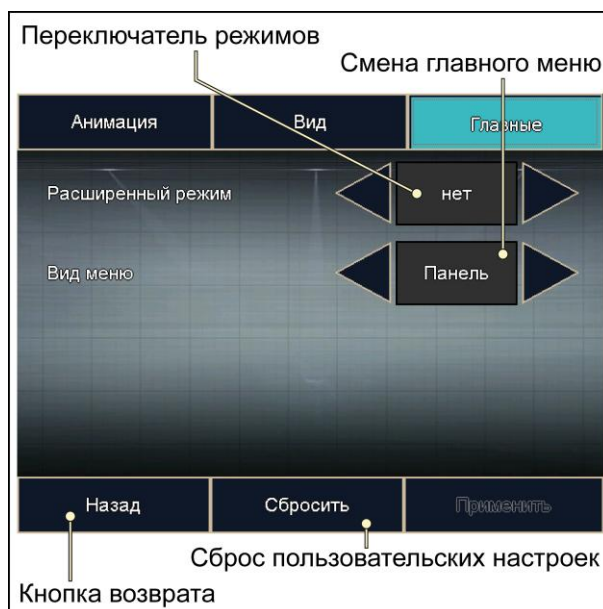 Переключатель режимов
Смена главного меню
Анимация Вид Главные
Расширенный режим нет
Вид меню Панель
Назад Сбросить Применить
Сброс пользовательских настроек
Кнопка возврата